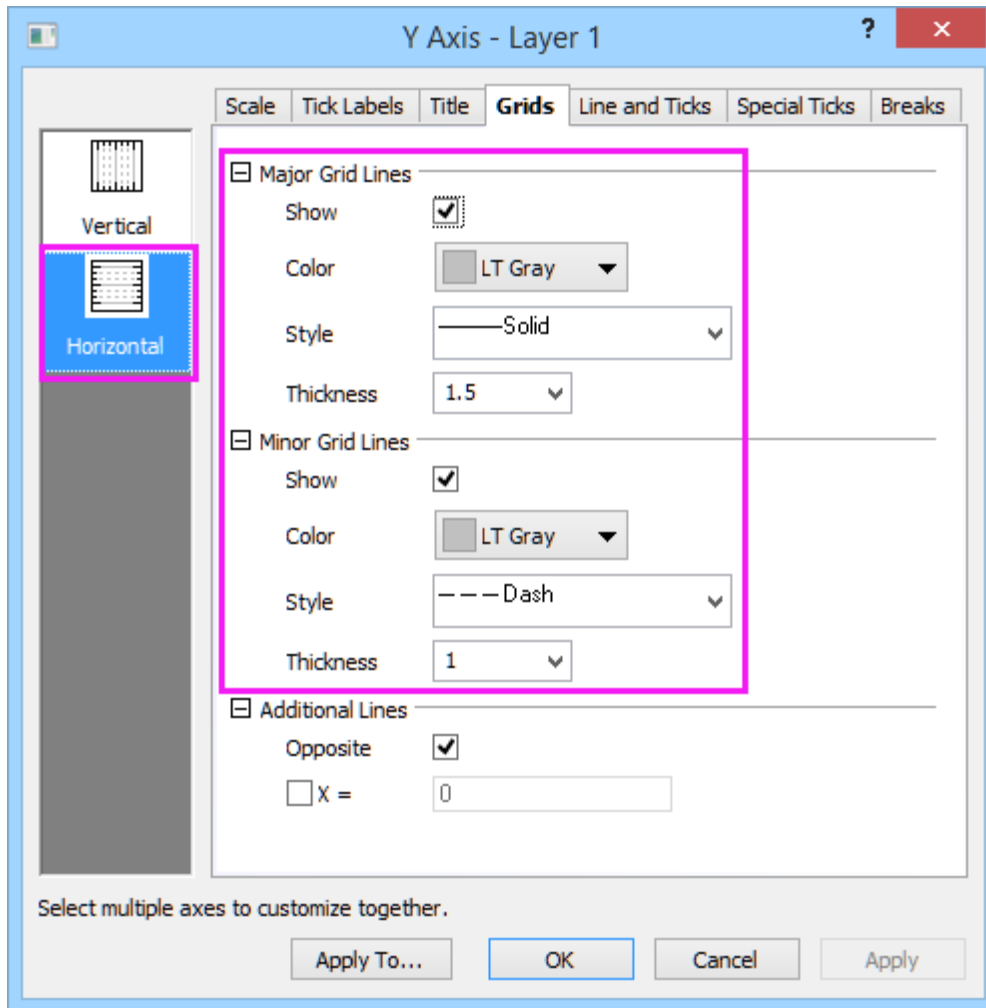 Y Axis - Layer 1
?
Scale Tick Labels Title Grids Line and Ticks Special Ticks Breaks
Vertical
Horizontal
Major Grid Lines
Show
Color LT Gray
Style Solid
Thickness 1.5
Minor Grid Lines
Show
Color LT Gray
Style Dash
Thickness 1
Additional Lines
Opposite
X = 0
Select multiple axes to customize together.
Apply To... OK Cancel Apply